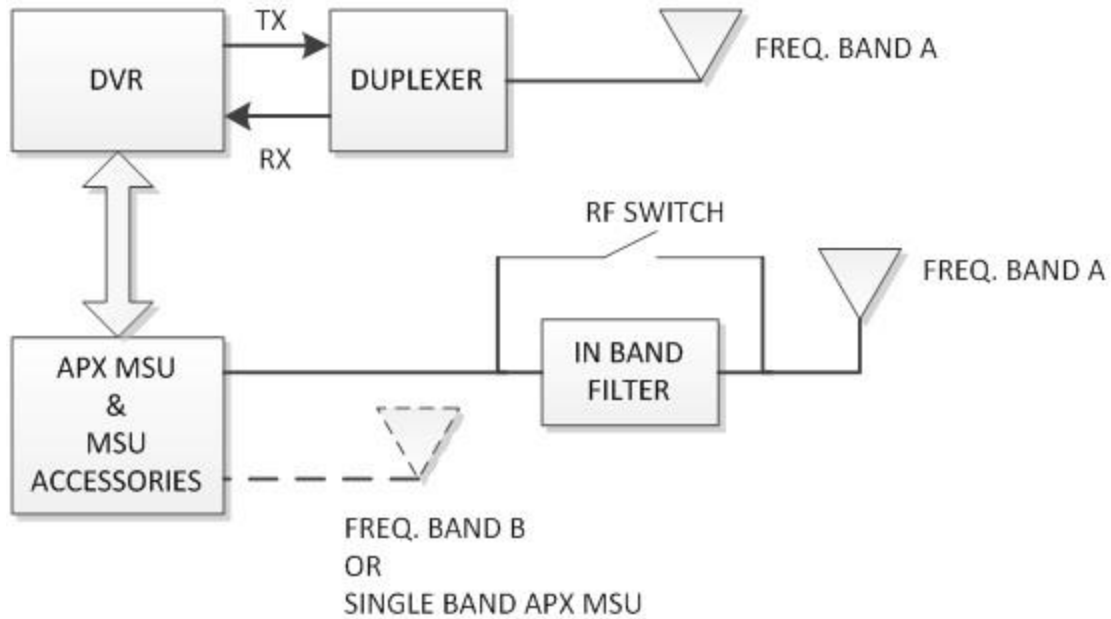 TX
DVR
DUPLEXER
FREQ. BAND A
RX
RF SWITCH
FREQ. BAND A
IN BAND
FILTER
APX MSU
&
MSU
ACCESSORIES
FREQ. BAND B
OR
SINGLE BAND APX MSU